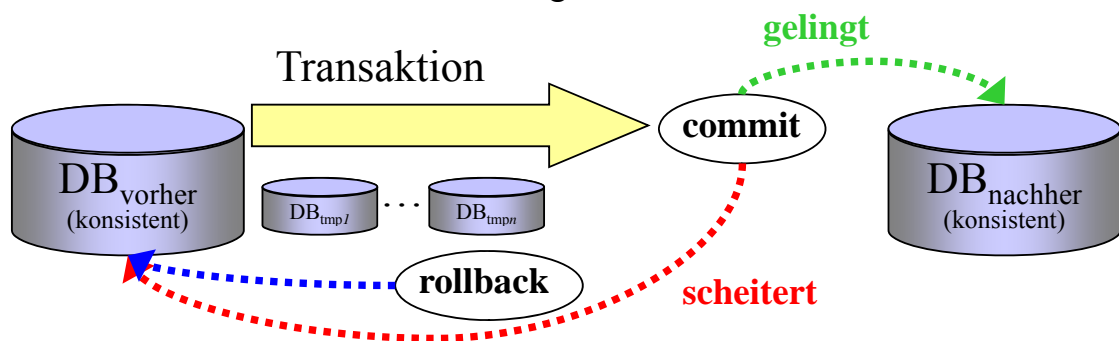 g
gelingt
Transaktion
commit
DBvorher
(konsistent)
DBtmp1
...
DBtmpn
DBnachher
(konsistent)
rollback
scheitert